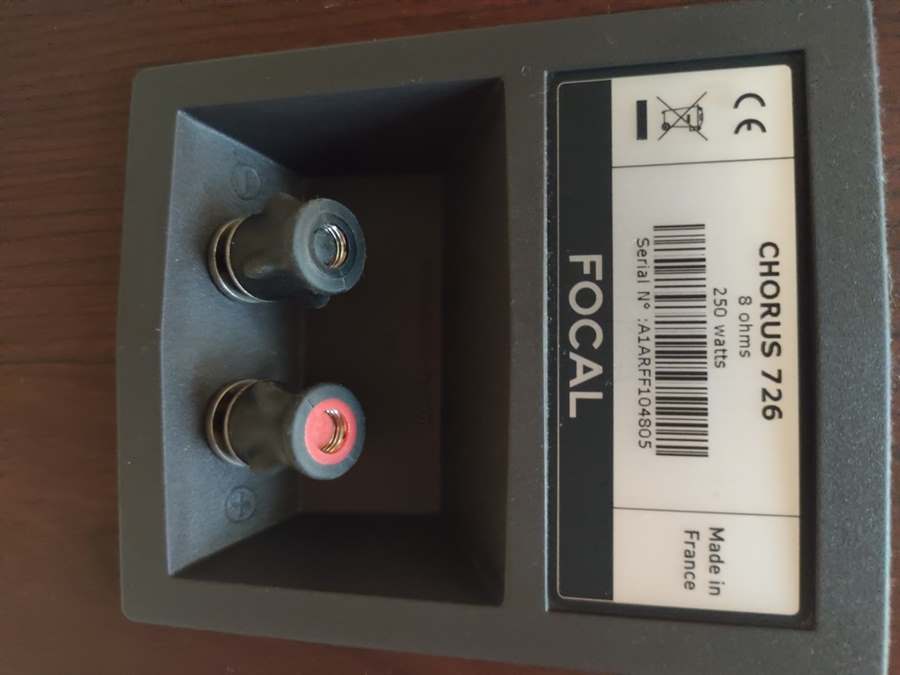 CE
CHORUS 726
8 ohms
250 watts
Serial N° :A1ARFF104805
Made in
France
FOCAL
- +